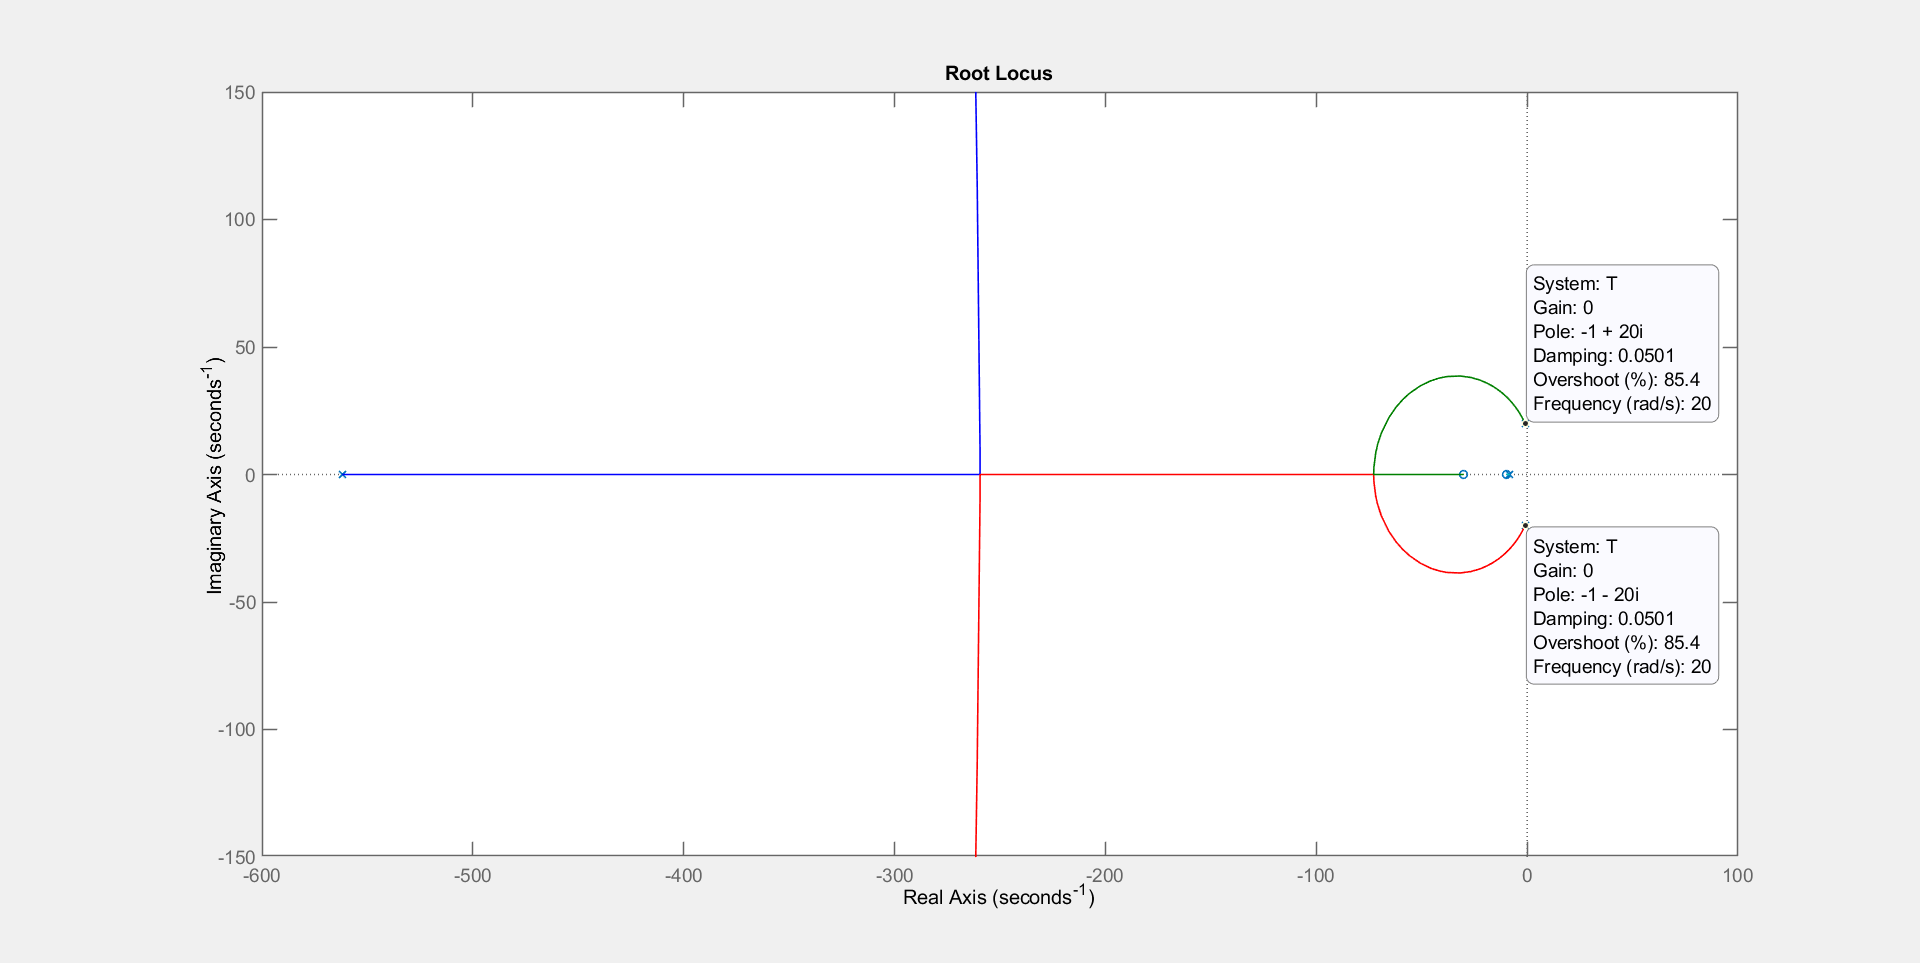 Root Locus
150
100
50
0
-50
-100
-150
Imaginary Axis (seconds⁻¹)
System: T
Gain: 0
Pole: -1 + 20i
Damping: 0.0501
Overshoot (%): 85.4
Frequency (rad/s): 20
System: T
Gain: 0
Pole: -1 - 20i
Damping: 0.0501
Overshoot (%): 85.4
Frequency (rad/s): 20
-600 -500 -400 -300 -200 -100 0 100
Real Axis (seconds⁻¹)